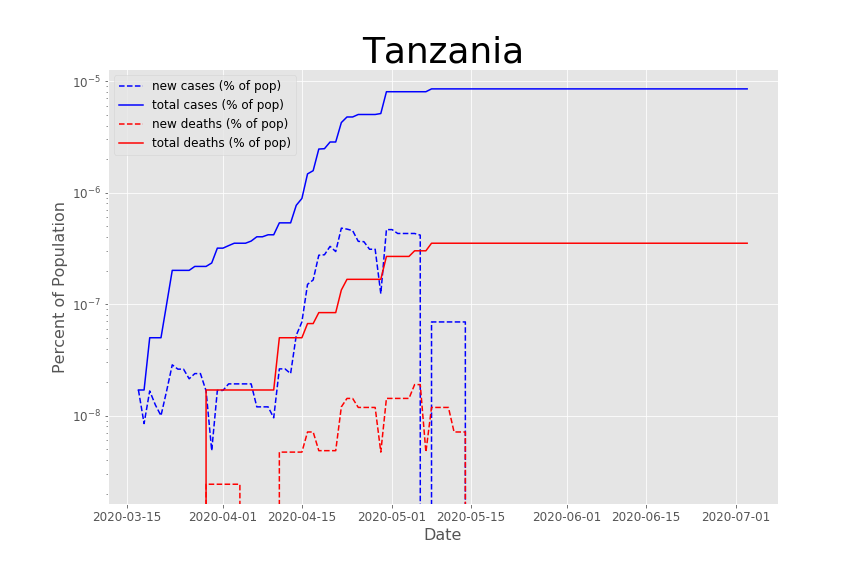 Tanzania
new cases (% of pop)
total cases (% of pop)
new deaths (% of pop)
total deaths (% of pop)
10⁻⁵
10⁻⁶
10⁻⁷
10⁻⁸
Percent of Population
2020-03-15 2020-04-01 2020-04-15 2020-05-01 2020-05-15 2020-06-01 2020-06-15 2020-07-01
Date